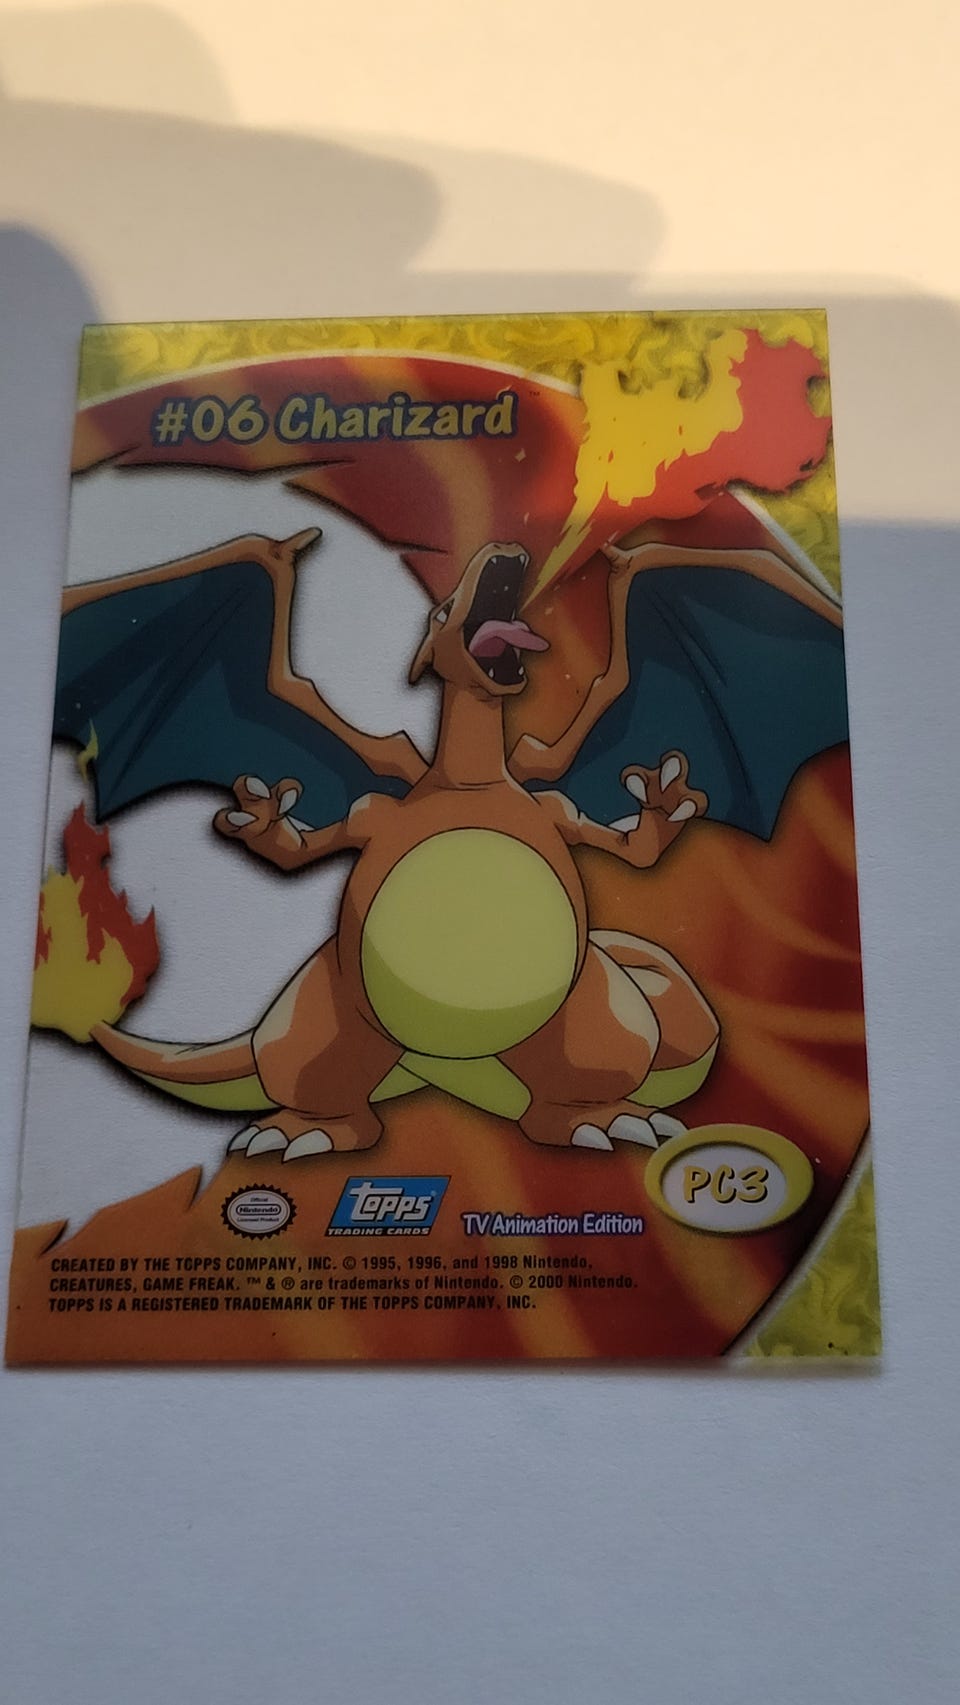 #06 Charizard ™
PC3
Official
Nintendo
Licensed Product
Topps®
TRADING CARDS
TV Animation Edition
CREATED BY THE TOPPS COMPANY, INC. © 1995, 1996, and 1998 Nintendo,
CREATURES, GAME FREAK. ™ & ® are trademarks of Nintendo. © 2000 Nintendo.
TOPPS IS A REGISTERED TRADEMARK OF THE TOPPS COMPANY, INC.